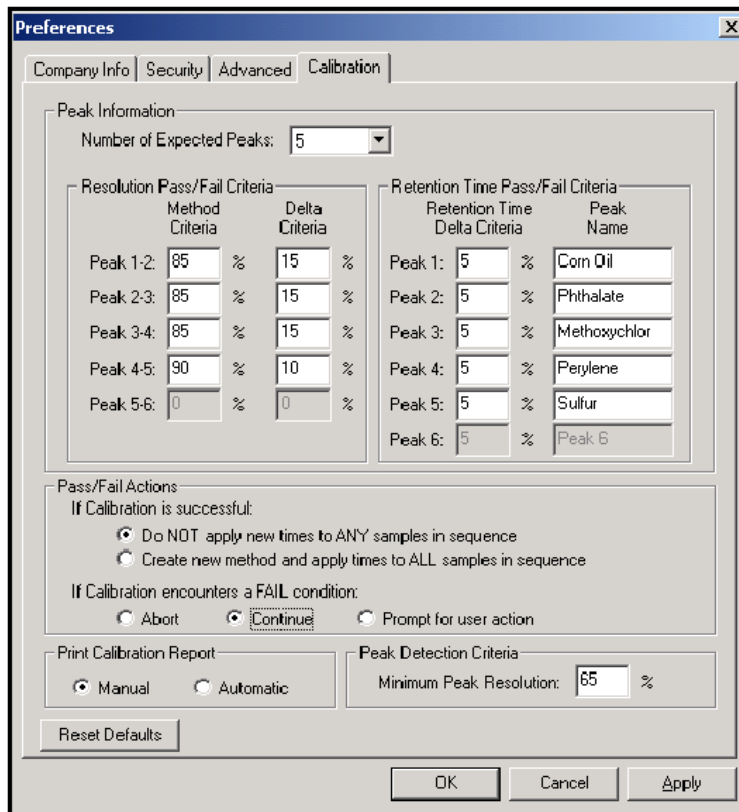 Preferences
Company Info Security Advanced Calibration
Peak Information
Number of Expected Peaks: 5
Resolution Pass/Fail Criteria
Method Criteria Delta Criteria
Peak 1-2: 85 % 15 %
Peak 2-3: 85 % 15 %
Peak 3-4: 85 % 15 %
Peak 4-5: 90 % 10 %
Peak 5-6: 0 % 0 %
Retention Time Pass/Fail Criteria
Retention Time Delta Criteria Peak Name
Peak 1: 5 % Corn Oil
Peak 2: 5 % Phthalate
Peak 3: 5 % Methoxychlor
Peak 4: 5 % Perylene
Peak 5: 5 % Sulfur
Peak 6: 5 % Peak 6
Pass/Fail Actions
If Calibration is successful:
Do NOT apply new times to ANY samples in sequence
Create new method and apply times to ALL samples in sequence
If Calibration encounters a FAIL condition:
Abort Continue Prompt for user action
Print Calibration Report
Manual Automatic
Peak Detection Criteria
Minimum Peak Resolution: 65 %
Reset Defaults
OK Cancel Apply